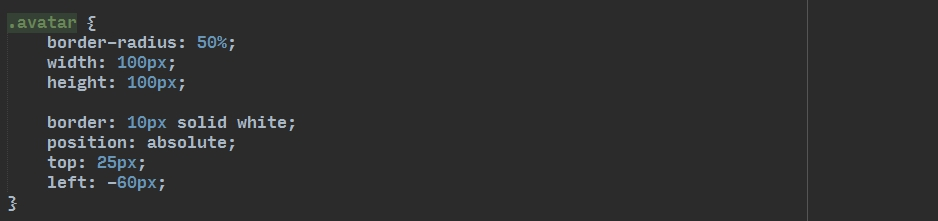 .avatar {
    border-radius: 50%;
    width: 100px;
    height: 100px;

    border: 10px solid white;
    position: absolute;
    top: 25px;
    left: -60px;
}